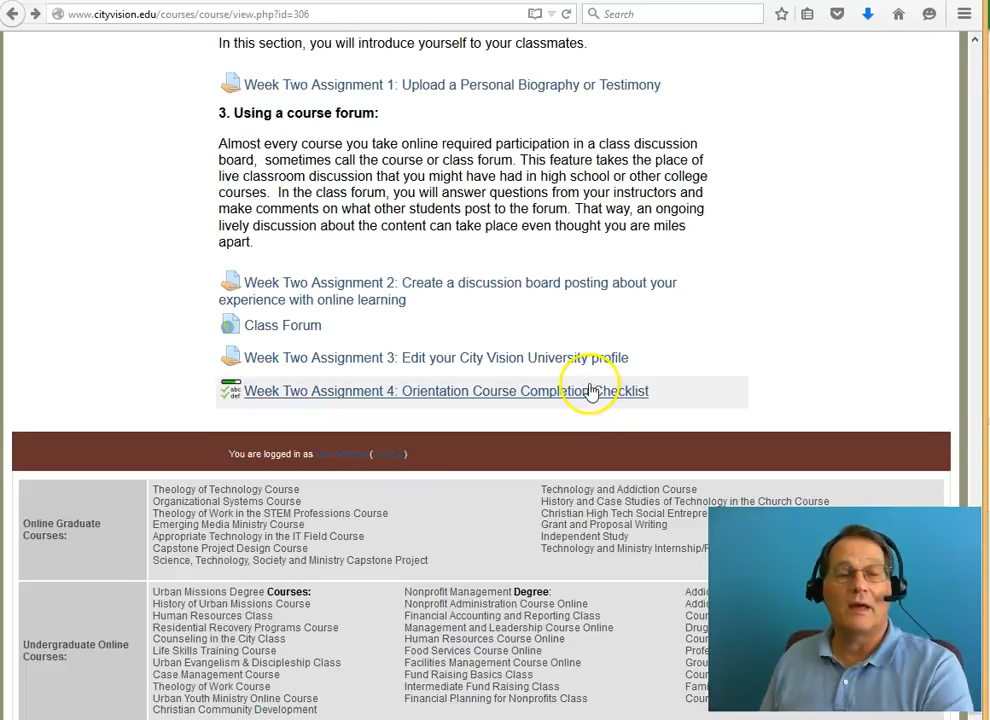 www.cityvision.edu/courses/course/view.php?id=306
Search
In this section, you will introduce yourself to your classmates.
Week Two Assignment 1: Upload a Personal Biography or Testimony
3. Using a course forum:
Almost every course you take online required participation in a class discussion
board, sometimes call the course or class forum. This feature takes the place of
live classroom discussion that you might have had in high school or other college
courses. In the class forum, you will answer questions from your instructors and
make comments on what other students post to the forum. That way, an ongoing
lively discussion about the content can take place even thought you are miles
apart.
Week Two Assignment 2: Create a discussion board posting about your
experience with online learning
Class Forum
Week Two Assignment 3: Edit your City Vision University profile
abc
def
Week Two Assignment 4: Orientation Course Completion Checklist
You are logged in as
Online Graduate
Courses:
Theology of Technology Course
Organizational Systems Course
Theology of Work in the STEM Professions Course
Emerging Media Ministry Course
Appropriate Technology in the IT Field Course
Capstone Project Design Course
Science, Technology, Society and Ministry Capstone Project
Technology and Addiction Course
History and Case Studies of Technology in the Church Course
Christian High Tech Social Entrepre
Grant and Proposal Writing
Independent Study
Technology and Ministry Internship/
Undergraduate Online
Courses:
Urban Missions Degree Courses:
History of Urban Missions Course
Human Resources Class
Residential Recovery Programs Course
Counseling in the City Class
Life Skills Training Course
Urban Evangelism & Discipleship Class
Case Management Course
Theology of Work Course
Urban Youth Ministry Online Course
Christian Community Development
Nonprofit Management Degree:
Nonprofit Administration Course Online
Financial Accounting and Reporting Class
Management and Leadership Course Online
Human Resources Course Online
Food Services Course Online
Facilities Management Course Online
Fund Raising Basics Class
Intermediate Fund Raising Class
Financial Planning for Nonprofits Class
Addi
Cour
Drug
Cour
Profe
Grou
Cour
Fami
Cour